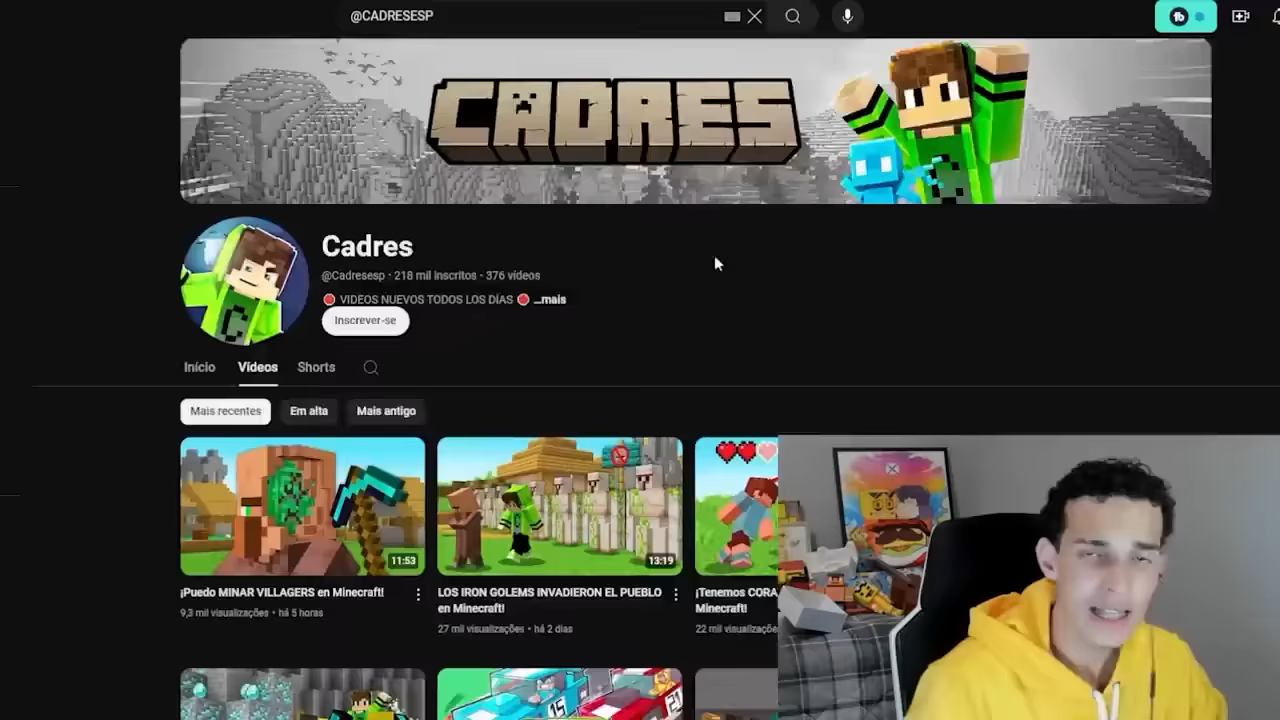 @CADRESESP
CADRES
Cadres
@Cadresesp · 218 mil inscritos · 376 vídeos
VIDEOS NUEVOS TODOS LOS DÍAS ...mais
Inscrever-se
Início Vídeos Shorts
Mais recentes Em alta Mais antigo
11:53
13:19
¡Puedo MINAR VILLAGERS en Minecraft!
9,3 mil visualizações • há 5 horas
LOS IRON GOLEMS INVADIERON EL PUEBLO
en Minecraft!
27 mil visualizações • há 2 dias
¡Tenemos CORA
Minecraft!
22 mil visualizaçõe
15
21